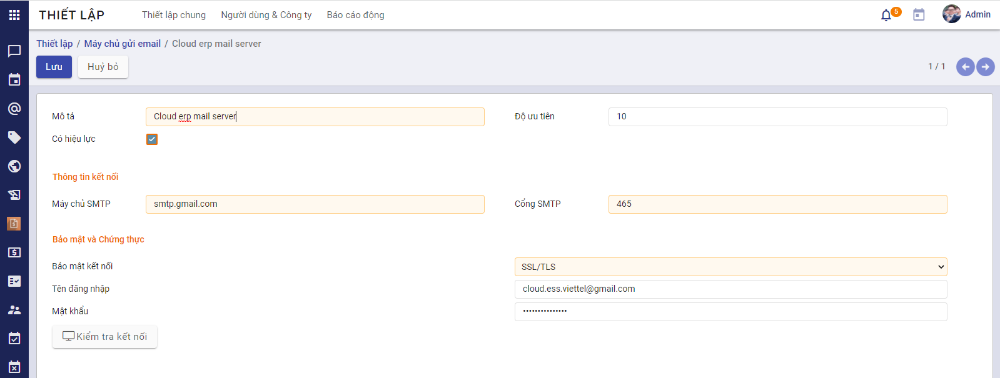 THIẾT LẬP Thiết lập chung Người dùng & Công ty Báo cáo động 5 Admin
Thiết lập / Máy chủ gửi email / Cloud erp mail server
Lưu Huỷ bỏ 1 / 1
Mô tả Cloud erp mail server Độ ưu tiên 10
Có hiệu lực
Thông tin kết nối
Máy chủ SMTP smtp.gmail.com Cổng SMTP 465
Bảo mật và Chứng thực
Bảo mật kết nối SSL/TLS
Tên đăng nhập cloud.ess.viettel@gmail.com
Mật khẩu •••••••••••••••
Kiểm tra kết nối